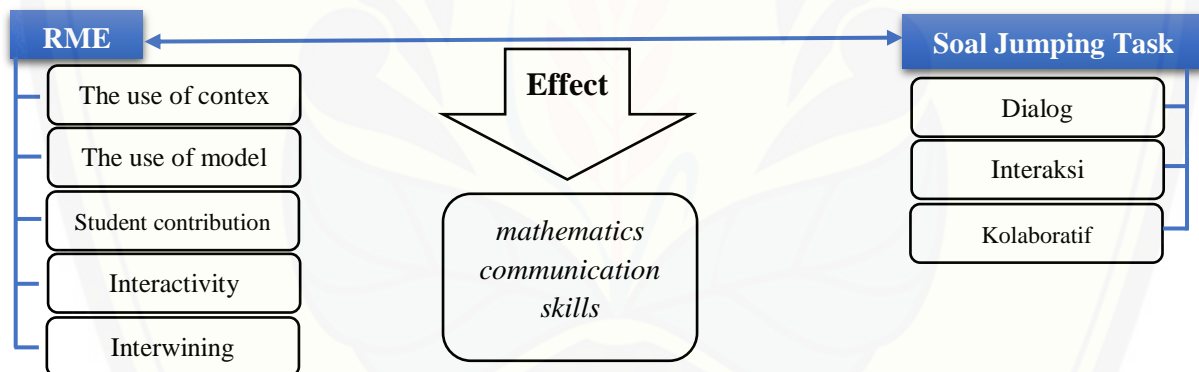 RME
The use of contex
The use of model
Student contribution
Interactivity
Interwining
Effect
mathematics
communication
skills
Soal Jumping Task
Dialog
Interaksi
Kolaboratif